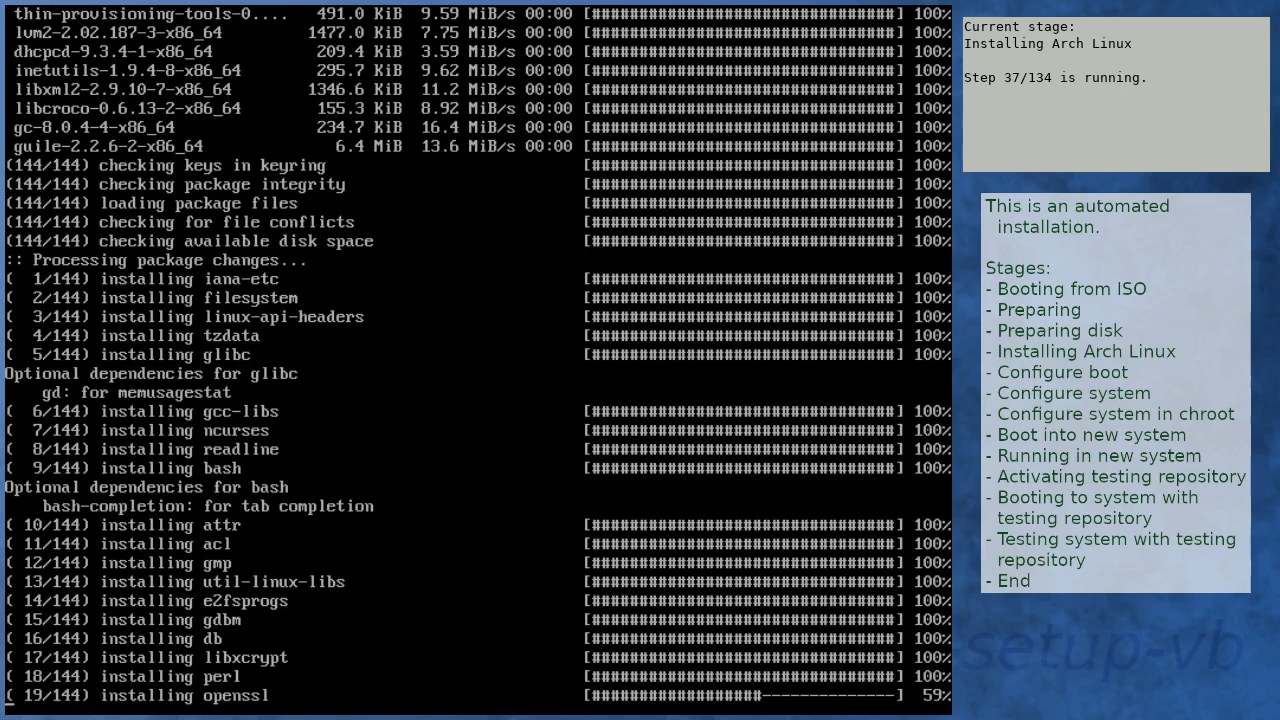 thin-provisioning-tools-0.... 491.0 KiB 9.59 MiB/s 00:00 [################################] 100%
lvm2-2.02.187-3-x86_64 1477.0 KiB 7.75 MiB/s 00:00 [################################] 100%
dhcpcd-9.3.4-1-x86_64 209.4 KiB 3.59 MiB/s 00:00 [################################] 100%
inetutils-1.9.4-8-x86_64 295.7 KiB 9.62 MiB/s 00:00 [################################] 100%
libxml2-2.9.10-7-x86_64 1346.6 KiB 11.2 MiB/s 00:00 [################################] 100%
libcroco-0.6.13-2-x86_64 155.3 KiB 8.92 MiB/s 00:00 [################################] 100%
gc-8.0.4-4-x86_64 234.7 KiB 16.4 MiB/s 00:00 [################################] 100%
guile-2.2.6-2-x86_64 6.4 MiB 13.6 MiB/s 00:00 [################################] 100%
(144/144) checking keys in keyring [################################] 100%
(144/144) checking package integrity [################################] 100%
(144/144) loading package files [################################] 100%
(144/144) checking for file conflicts [################################] 100%
(144/144) checking available disk space [################################] 100%
:: Processing package changes...
( 1/144) installing iana-etc [################################] 100%
( 2/144) installing filesystem [################################] 100%
( 3/144) installing linux-api-headers [################################] 100%
( 4/144) installing tzdata [################################] 100%
( 5/144) installing glibc [################################] 100%
Optional dependencies for glibc
gd: for memusagestat
( 6/144) installing gcc-libs [################################] 100%
( 7/144) installing ncurses [################################] 100%
( 8/144) installing readline [################################] 100%
( 9/144) installing bash [################################] 100%
Optional dependencies for bash
bash-completion: for tab completion
( 10/144) installing attr [################################] 100%
( 11/144) installing acl [################################] 100%
( 12/144) installing gmp [################################] 100%
( 13/144) installing util-linux-libs [################################] 100%
( 14/144) installing e2fsprogs [################################] 100%
( 15/144) installing gdbm [################################] 100%
( 16/144) installing db [################################] 100%
( 17/144) installing libxcrypt [################################] 100%
( 18/144) installing perl [################################] 100%
( 19/144) installing openssl [##################--------------] 59%
Current stage:
Installing Arch Linux
Step 37/134 is running.
This is an automated
installation.
Stages:
- Booting from ISO
- Preparing
- Preparing disk
- Installing Arch Linux
- Configure boot
- Configure system
- Configure system in chroot
- Boot into new system
- Running in new system
- Activating testing repository
- Booting to system with
testing repository
- Testing system with testing
repository
- End
setup-vb